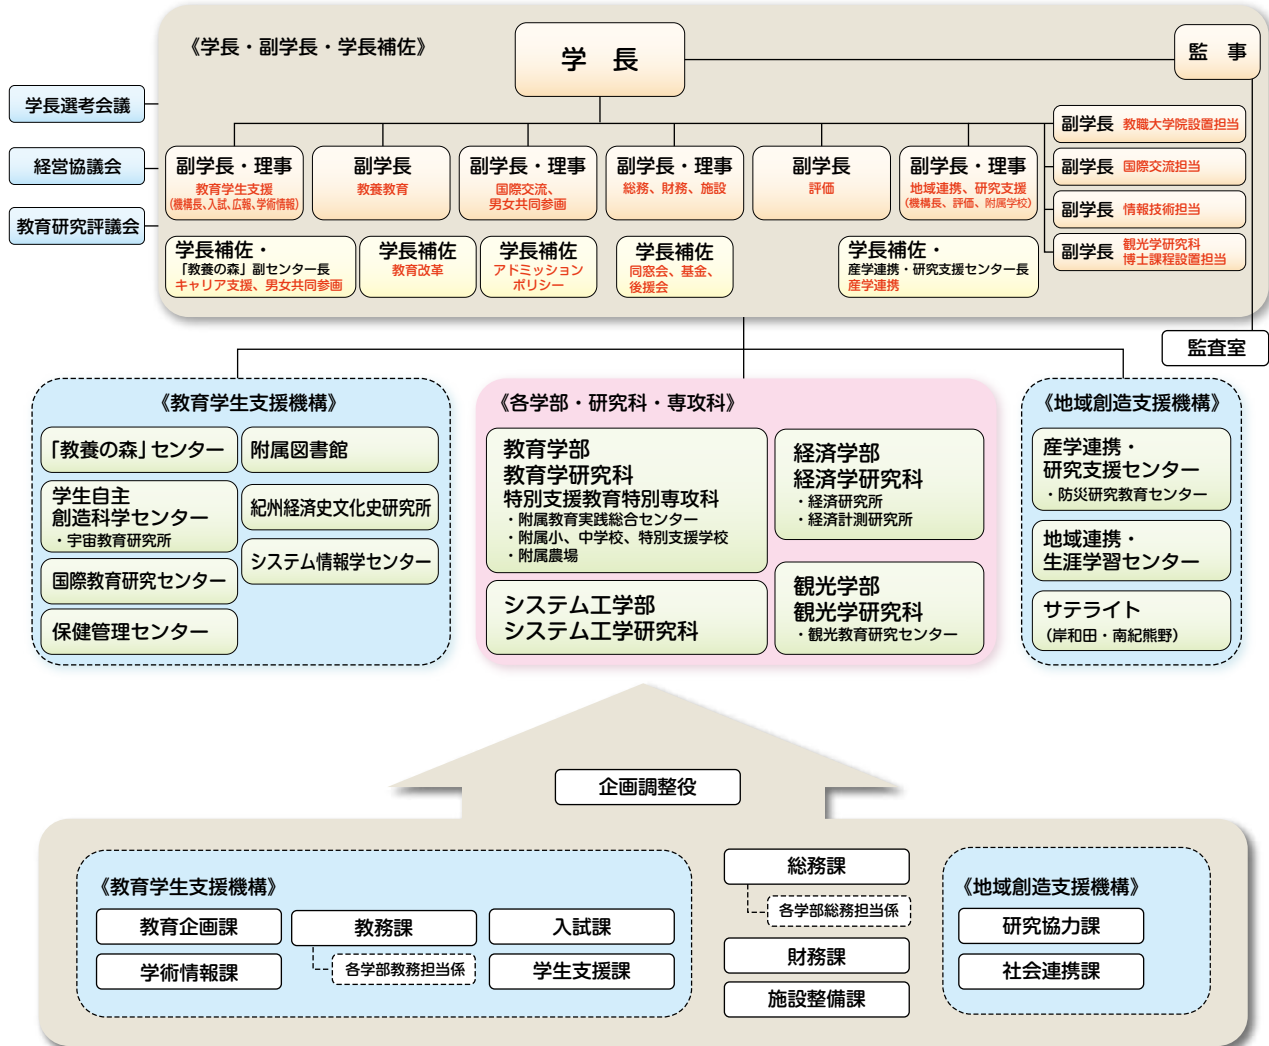 《学長・副学長・学長補佐》
学 長
監 事
学長選考会議
経営協議会
教育研究評議会
副学長・理事
教育学生支援
(機構長、入試、広報、学術情報)
副学長
教養教育
副学長・理事
国際交流、
男女共同参画
副学長・理事
総務、財務、施設
副学長
評価
副学長・理事
地域連携、研究支援
(機構長、評価、附属学校)
副学長 教職大学院設置担当
副学長 国際交流担当
副学長 情報技術担当
副学長 観光学研究科
博士課程設置担当
学長補佐・
「教養の森」副センター長
キャリア支援、男女共同参画
学長補佐
教育改革
学長補佐
アドミッション
ポリシー
学長補佐
同窓会、基金、
後援会
学長補佐・
産学連携・研究支援センター長
産学連携
監査室
《教育学生支援機構》
「教養の森」センター
学生自主
創造科学センター
・宇宙教育研究所
国際教育研究センター
保健管理センター
附属図書館
紀州経済史文化史研究所
システム情報学センター
《各学部・研究科・専攻科》
教育学部
教育学研究科
特別支援教育特別専攻科
・附属教育実践総合センター
・附属小、中学校、特別支援学校
・附属農場
システム工学部
システム工学研究科
経済学部
経済学研究科
・経済研究所
・経済計測研究所
観光学部
観光学研究科
・観光教育研究センター
《地域創造支援機構》
産学連携・
研究支援センター
・防災研究教育センター
地域連携・
生涯学習センター
サテライト
(岸和田・南紀熊野)
企画調整役
《教育学生支援機構》
教育企画課
学術情報課
教務課
各学部教務担当係
入試課
学生支援課
総務課
各学部総務担当係
財務課
施設整備課
《地域創造支援機構》
研究協力課
社会連携課